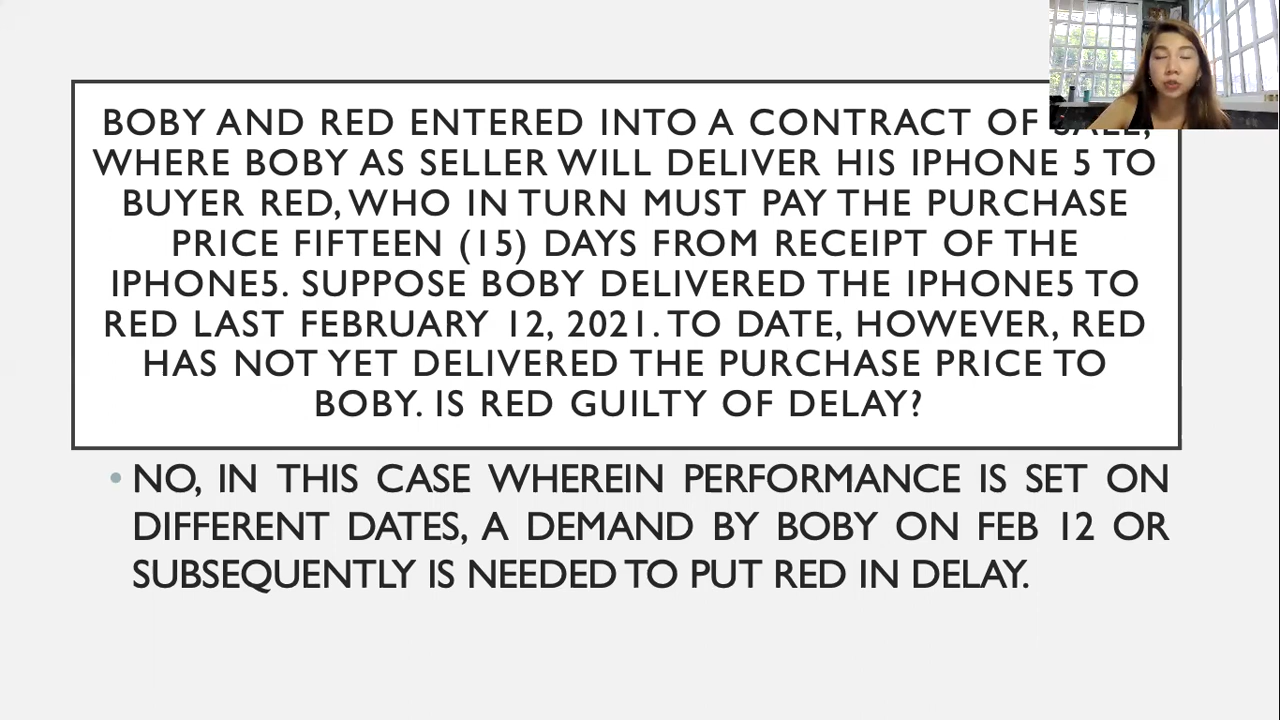 BOBY AND RED ENTERED INTO A CONTRACT OF SALE,
WHERE BOBY AS SELLER WILL DELIVER HIS IPHONE 5 TO
BUYER RED, WHO IN TURN MUST PAY THE PURCHASE
PRICE FIFTEEN (15) DAYS FROM RECEIPT OF THE
IPHONE5. SUPPOSE BOBY DELIVERED THE IPHONE5 TO
RED LAST FEBRUARY 12, 2021. TO DATE, HOWEVER, RED
HAS NOT YET DELIVERED THE PURCHASE PRICE TO
BOBY. IS RED GUILTY OF DELAY?
• NO, IN THIS CASE WHEREIN PERFORMANCE IS SET ON
DIFFERENT DATES, A DEMAND BY BOBY ON FEB 12 OR
SUBSEQUENTLY IS NEEDED TO PUT RED IN DELAY.